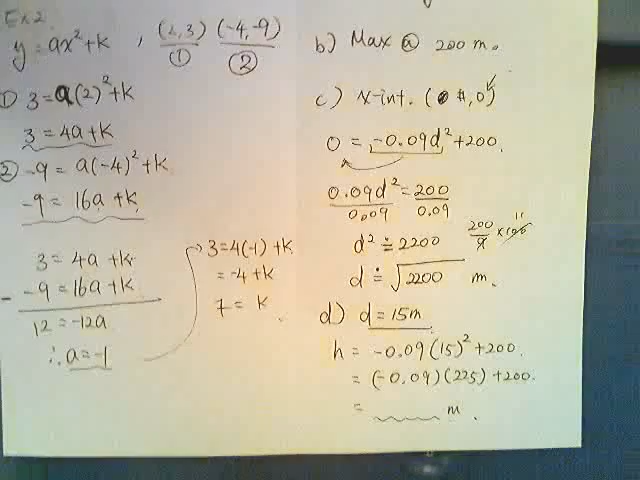 Ex 2.
y = ax² + k , (2, 3) (-4, -9)
① ②
① 3 = a(2)² + k
3 = 4a + k
② -9 = a(-4)² + k
-9 = 16a + k
3 = 4a + k
- -9 = 16a + k
12 = -12a
∴ a = -1
3 = 4(-1) + k
= -4 + k
7 = k
b) Max @ 200 m.
c) x-int. ( , 0)
0 = -0.09d² + 200
0.09d² = 200
0.009 0.09
d² ≐ 2200
200/9 × 100
d ≐ √2200 m.
d) d = 15m
h = -0.09(15)² + 200.
= (-0.09)(225) + 200.
= m.